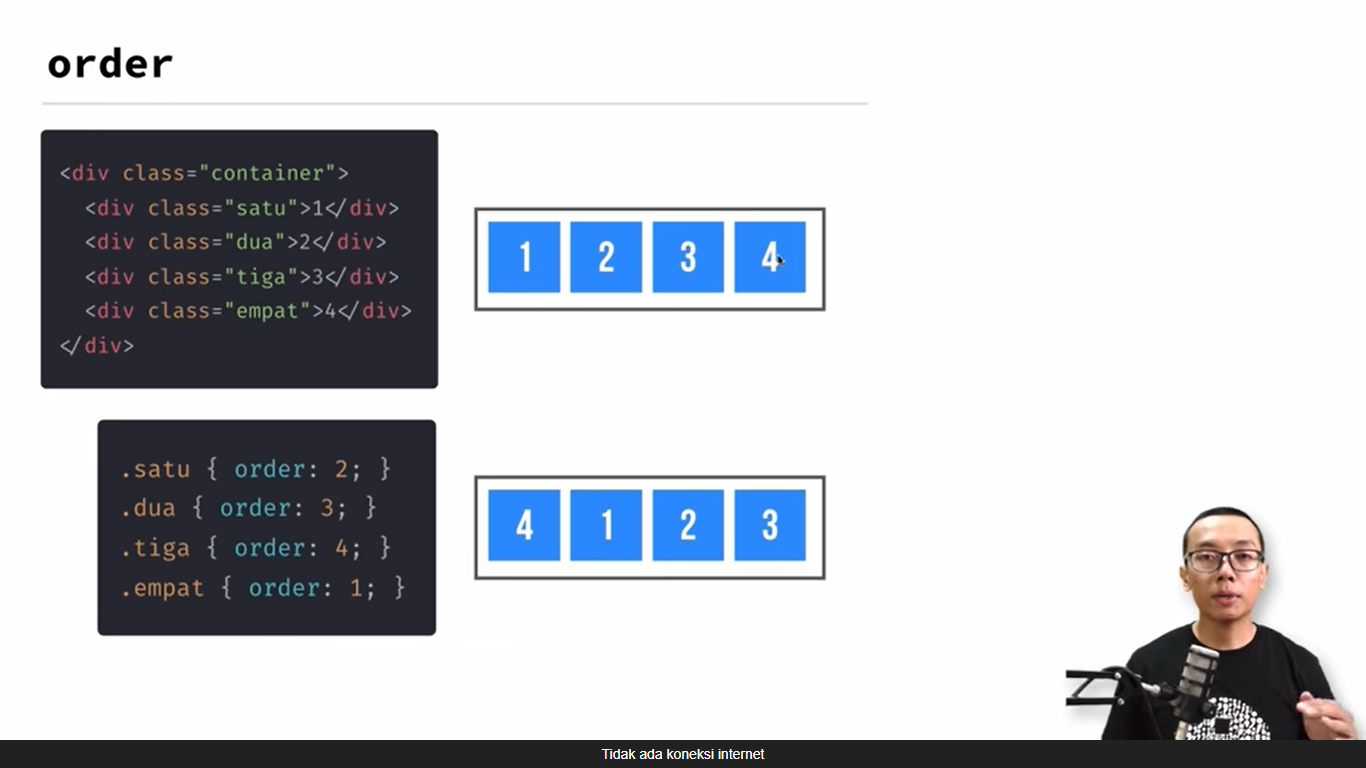 order
<div class="container">
<div class="satu">1</div>
<div class="dua">2</div>
<div class="tiga">3</div>
<div class="empat">4</div>
</div>
1 2 3 4
.satu { order: 2; }
.dua { order: 3; }
.tiga { order: 4; }
.empat { order: 1; }
4 1 2 3
Tidak ada koneksi internet